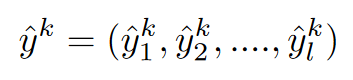 ŷ^k = (ŷ_1^k, ŷ_2^k, ...., ŷ_l^k)